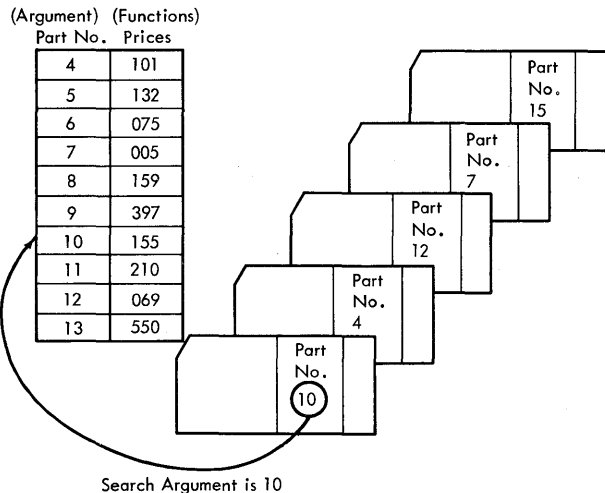 (Argument) (Functions)
Part No. Prices
4 101
5 132
6 075
7 005
8 159
9 397
10 155
11 210
12 069
13 550
Part
No.
15
Part
No.
7
Part
No.
12
Part
No.
4
Part
No.
10
Search Argument is 10